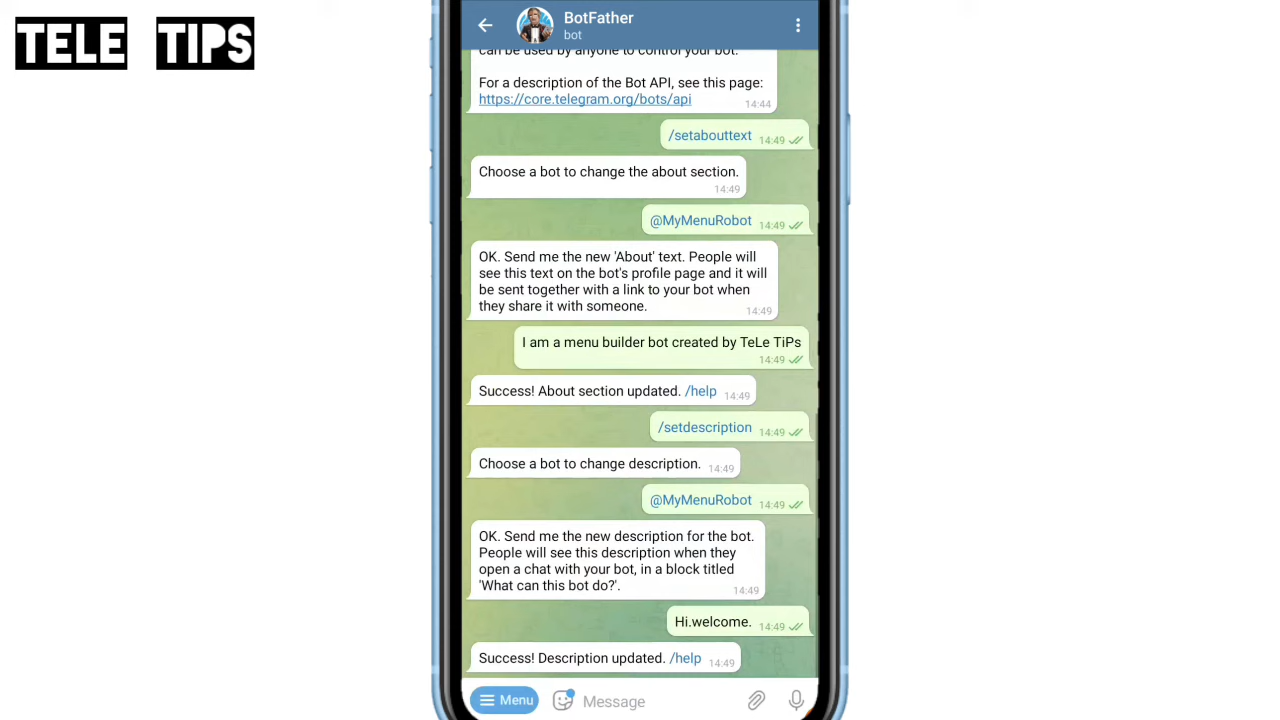 TELE TIPS
BotFather
bot
can be used by anyone to control your bot.
For a description of the Bot API, see this page:
https://core.telegram.org/bots/api
14:44
/setabouttext 14:49
Choose a bot to change the about section.
14:49
@MyMenuRobot 14:49
OK. Send me the new 'About' text. People will
see this text on the bot's profile page and it will
be sent together with a link to your bot when
they share it with someone. 14:49
I am a menu builder bot created by TeLe TiPs
14:49
Success! About section updated. /help 14:49
/setdescription 14:49
Choose a bot to change description. 14:49
@MyMenuRobot 14:49
OK. Send me the new description for the bot.
People will see this description when they
open a chat with your bot, in a block titled
'What can this bot do?'. 14:49
Hi.welcome. 14:49
Success! Description updated. /help 14:49
Menu Message